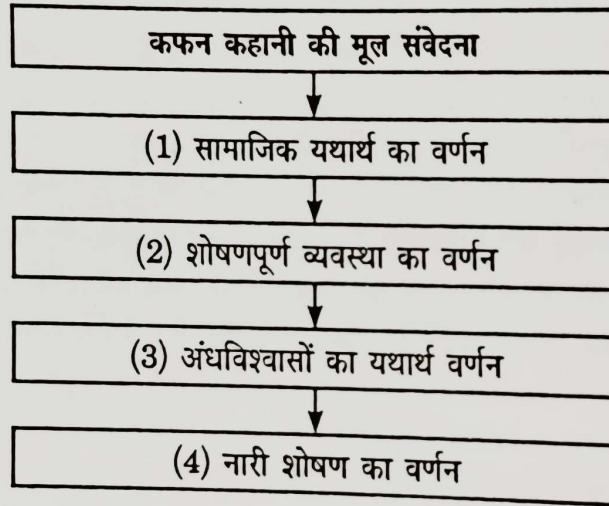 कफन कहानी की मूल संवेदना
(1) सामाजिक यथार्थ का वर्णन
(2) शोषणपूर्ण व्यवस्था का वर्णन
(3) अंधविश्वासों का यथार्थ वर्णन
(4) नारी शोषण का वर्णन